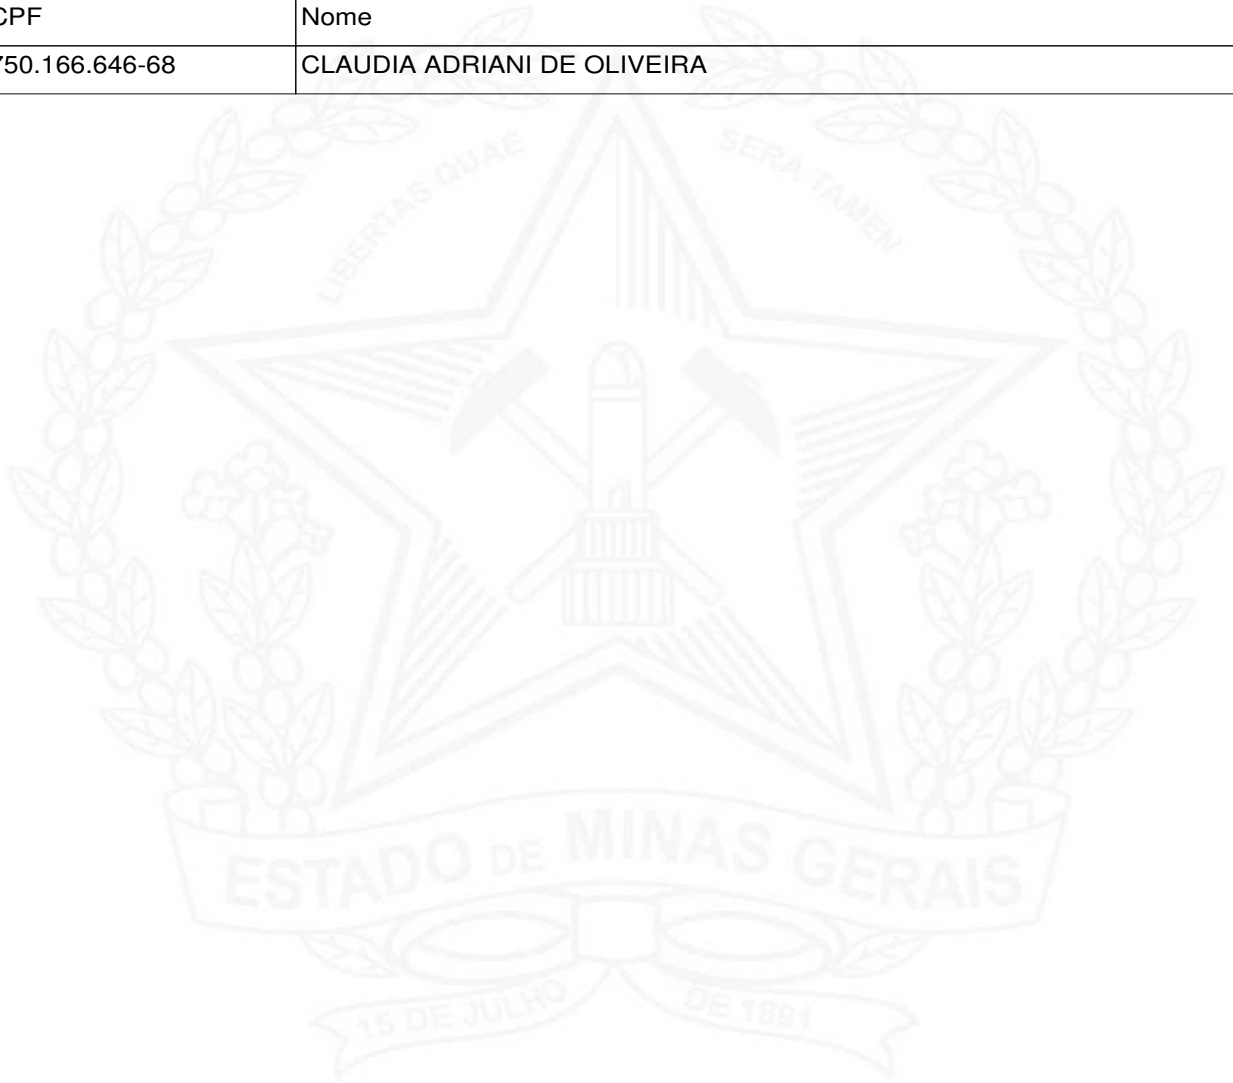 CPF Nome
750.166.646-68 CLAUDIA ADRIANI DE OLIVEIRA
LIBERTAS QUAE SERA TAMEN
ESTADO DE MINAS GERAIS
15 DE JULHO DE 1891